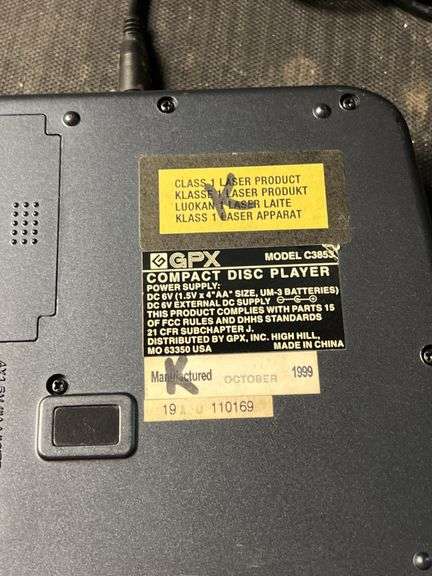 CLASS 1 LASER PRODUCT
KLASSE 1 LASER PRODUKT
LUOKAN 1 LASER LAITE
KLASS 1 LASER APPARAT
GPX MODEL C3853
COMPACT DISC PLAYER
POWER SUPPLY:
DC 6V (1.5V x 4"AA" SIZE, UM-3 BATTERIES)
DC 6V EXTERNAL DC SUPPLY
THIS PRODUCT COMPLIES WITH PARTS 15
OF FCC RULES AND DHHS STANDARDS
21 CFR SUBCHAPTER J.
DISTRIBUTED BY GPX, INC. HIGH HILL,
MO 63350 USA MADE IN CHINA
Manufactured OCTOBER 1999
K
110169